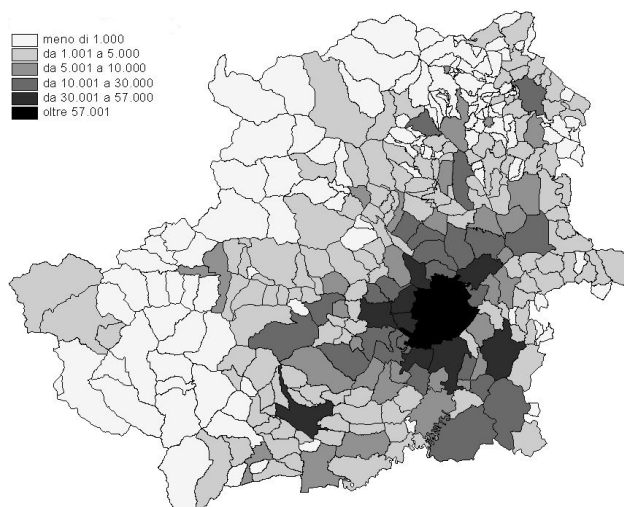 meno di 1.000
da 1.001 a 5.000
da 5.001 a 10.000
da 10.001 a 30.000
da 30.001 a 57.000
oltre 57.001